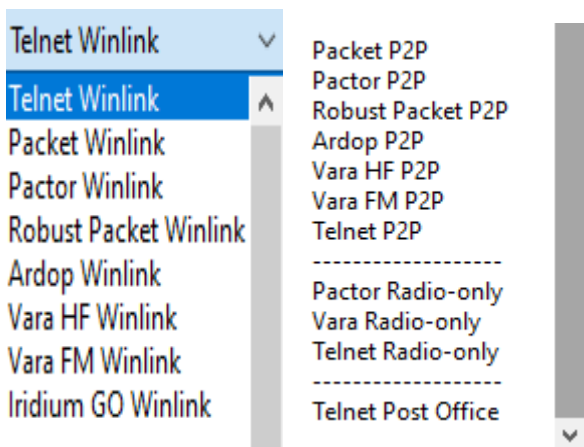 Telnet Winlink
Telnet Winlink
Packet Winlink
Pactor Winlink
Robust Packet Winlink
Ardop Winlink
Vara HF Winlink
Vara FM Winlink
Iridium GO Winlink
Packet P2P
Pactor P2P
Robust Packet P2P
Ardop P2P
Vara HF P2P
Vara FM P2P
Telnet P2P
-------------------
Pactor Radio-only
Vara Radio-only
Telnet Radio-only
-------------------
Telnet Post Office